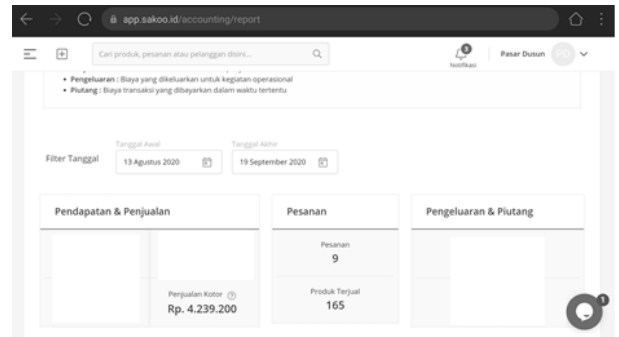 app.sakoo.id/accounting/report
Cari produk, pesanan atau pelanggan disini...
3
Notifikasi
Pasar Dusun
PD
• Pengeluaran : Biaya yang dikeluarkan untuk kegiatan operasional
• Piutang : Biaya transaksi yang dibayarkan dalam waktu tertentu
Tanggal Awal
Tanggal Akhir
Filter Tanggal
13 Agustus 2020
19 September 2020
Pendapatan & Penjualan
Pesanan
Pengeluaran & Piutang
Pesanan
9
Penjualan Kotor ?
Rp. 4.239.200
Produk Terjual
165
1